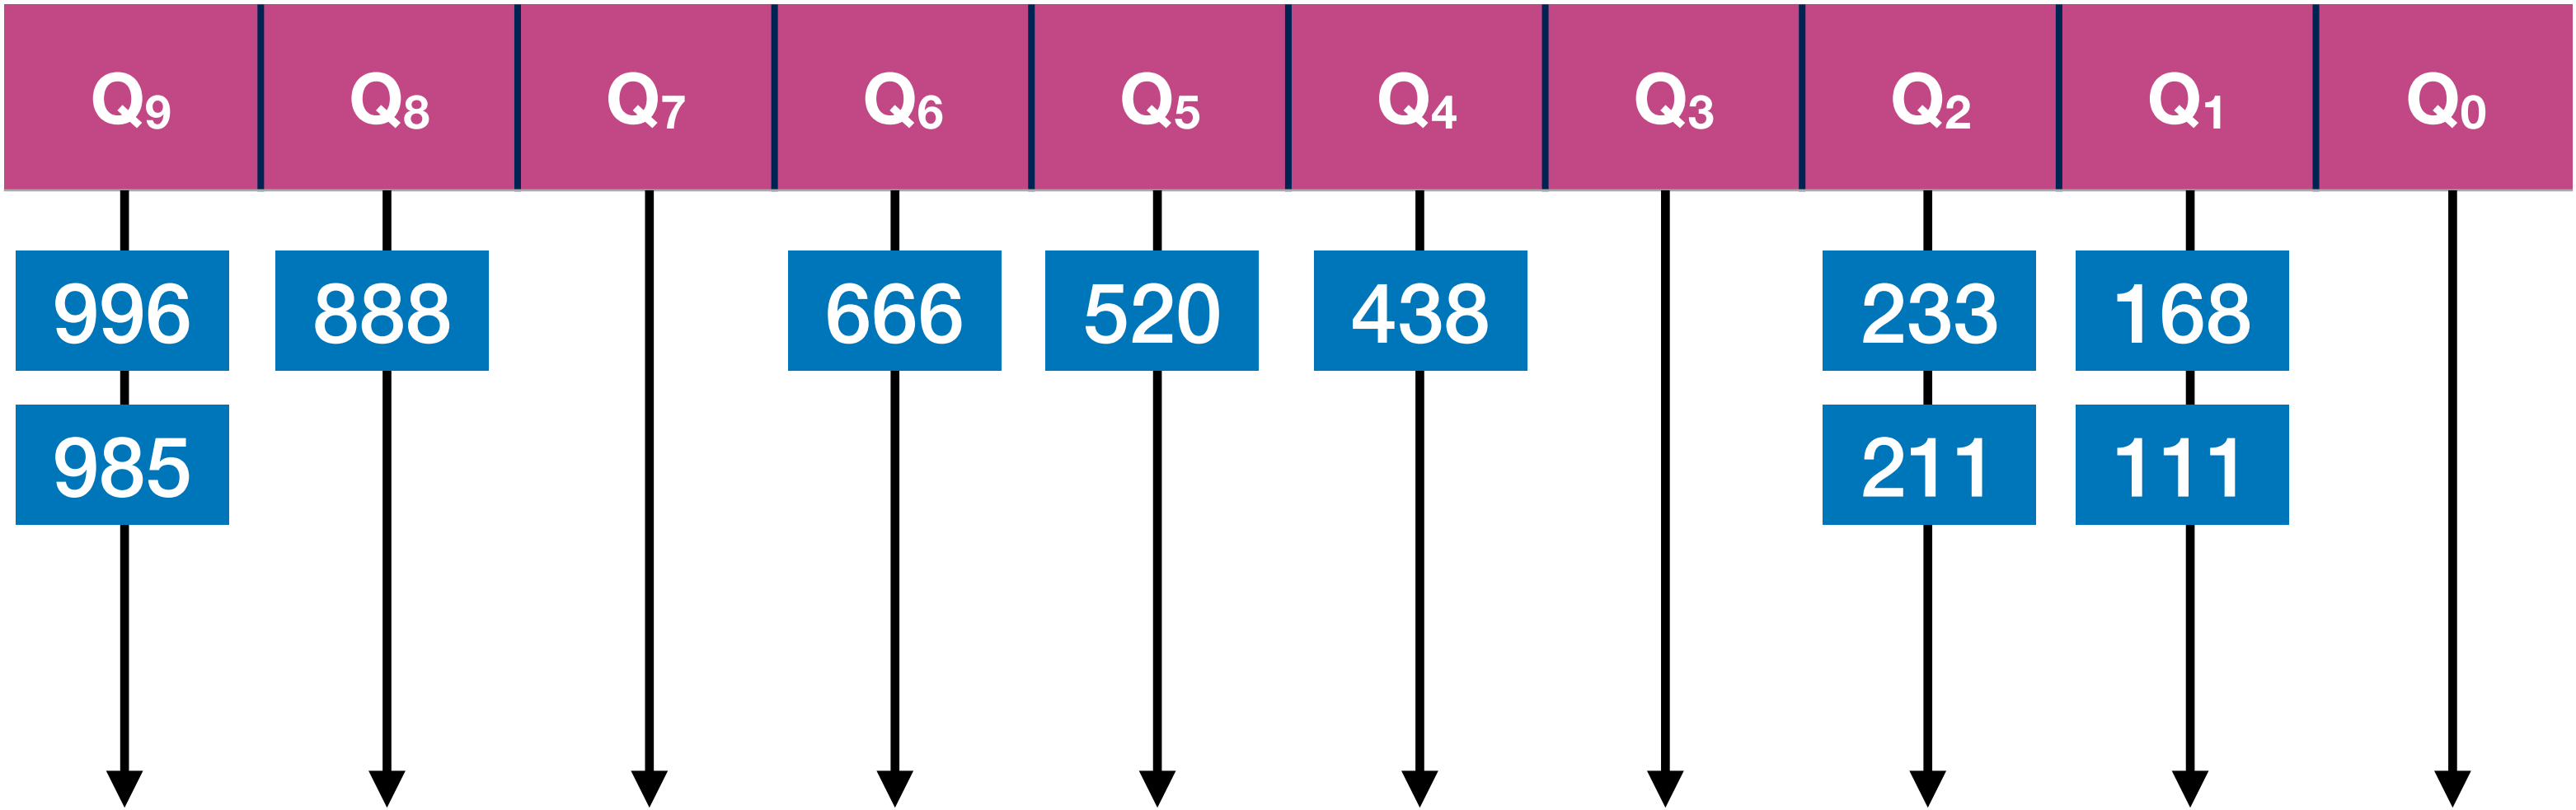 Q₉ Q₈ Q₇ Q₆ Q₅ Q₄ Q₃ Q₂ Q₁ Q₀
996 888 666 520 438 233 168
985 211 111